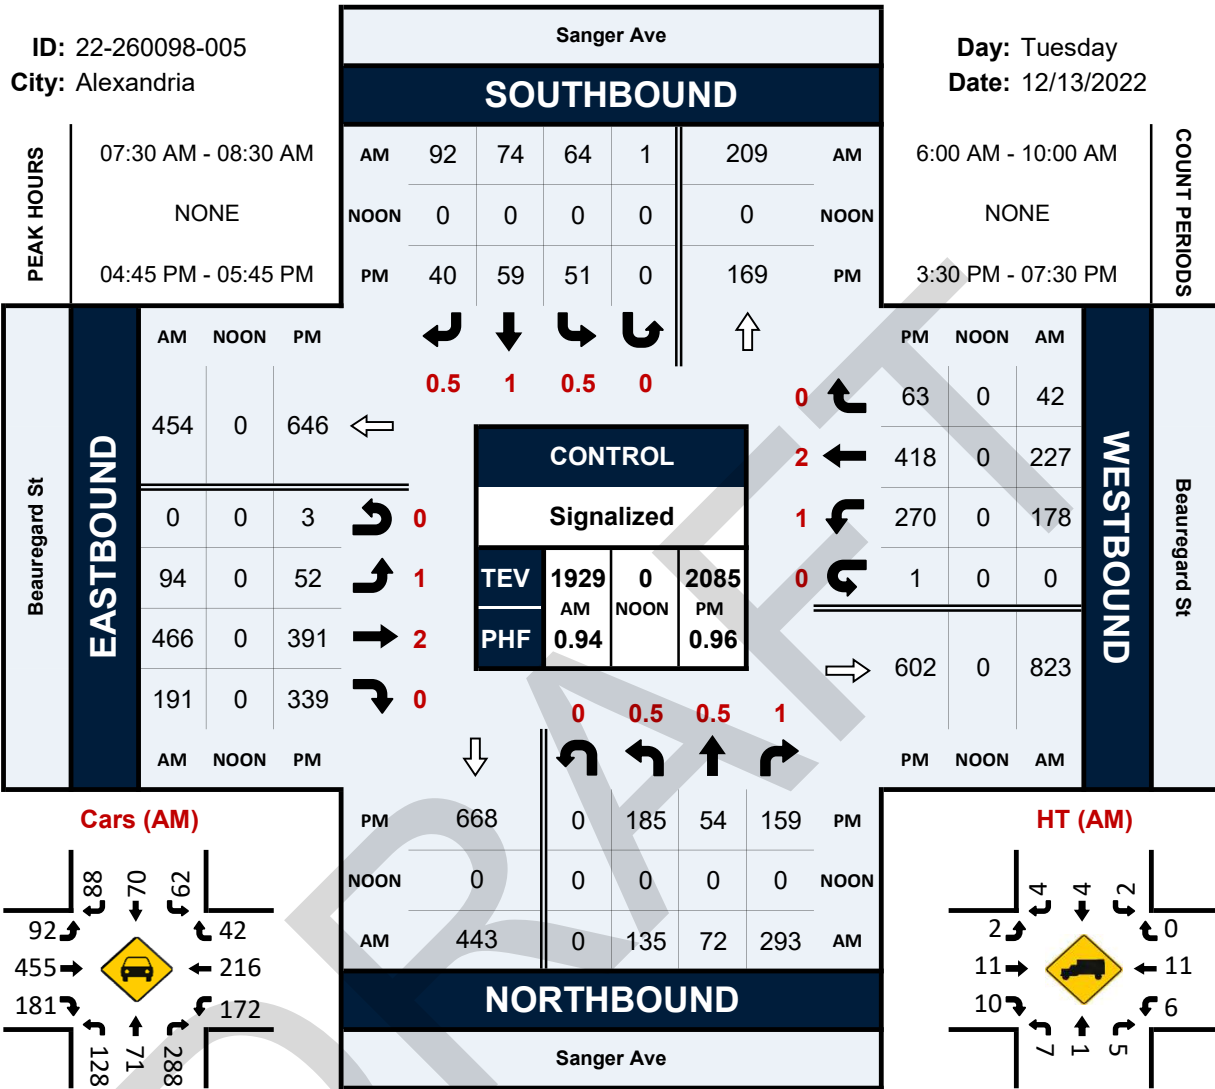 ID: 22-260098-005
City: Alexandria
Sanger Ave
Day: Tuesday
Date: 12/13/2022
SOUTHBOUND
PEAK HOURS
07:30 AM - 08:30 AM
NONE
04:45 PM - 05:45 PM
AM 92 74 64 1 209 AM
NOON 0 0 0 0 0 NOON
PM 40 59 51 0 169 PM
6:00 AM - 10:00 AM
NONE
3:30 PM - 07:30 PM
COUNT PERIODS
0.5 1 0.5 0
Beauregard St
EASTBOUND
AM NOON PM
454 0 646
0 0 3 0
94 0 52 1
466 0 391 2
191 0 339 0
AM NOON PM
CONTROL
Signalized
TEV 1929 0 2085
AM NOON PM
PHF 0.94 0.96
PM NOON AM
0 63 0 42
2 418 0 227
1 270 0 178
0 1 0 0
602 0 823
PM NOON AM
WESTBOUND
Beauregard St
0 0.5 0.5 1
PM 668 0 185 54 159 PM
NOON 0 0 0 0 0 NOON
AM 443 0 135 72 293 AM
NORTHBOUND
Sanger Ave
Cars (AM)
88 70 62
92 42
455 216
181 172
128 71 288
HT (AM)
4 4 2
2 0
11 11
10 6
7 1 5
DRAFT